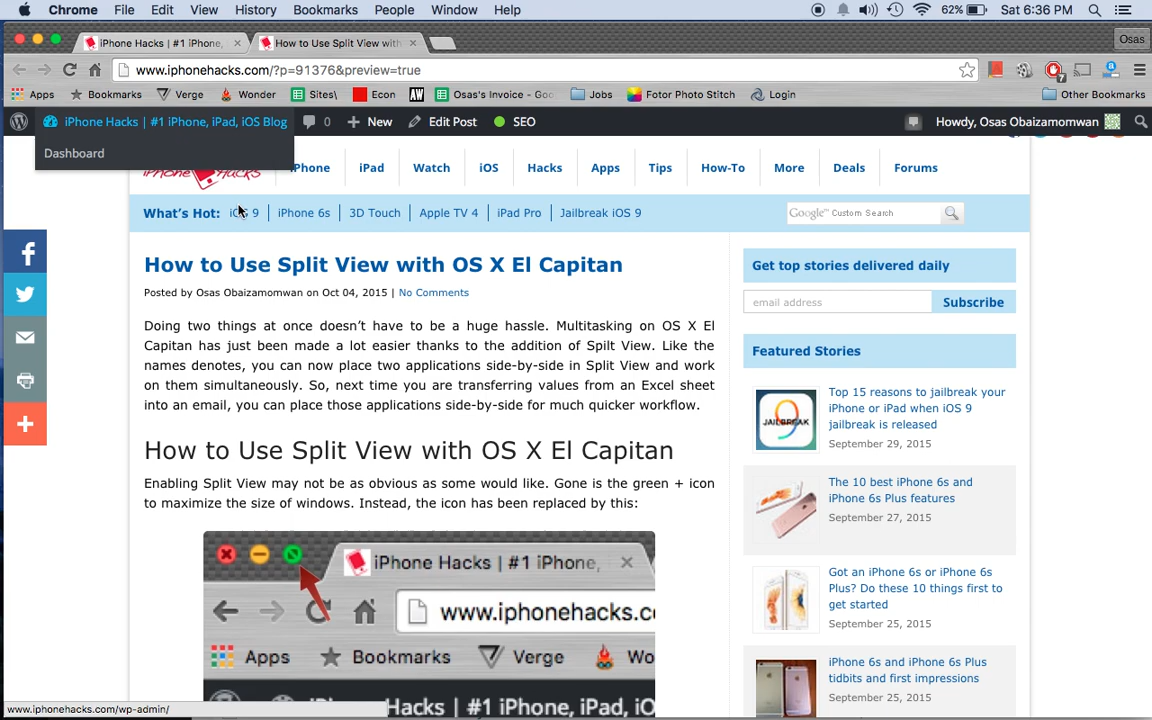 Chrome File Edit View History Bookmarks People Window Help 62% Sat 6:36 PM
iPhone Hacks | #1 iPhone, How to Use Split View with Osas
www.iphonehacks.com/?p=91376&preview=true 7
Apps Bookmarks Verge Wonder Sites\ Econ AW Osas's Invoice - Goo Jobs Fotor Photo Stitch Login Other Bookmarks
iPhone Hacks | #1 iPhone, iPad, iOS Blog 0 New Edit Post SEO Howdy, Osas Obaizamomwan
Dashboard
iPhone Hacks iPhone iPad Watch iOS Hacks Apps Tips How-To More Deals Forums
What's Hot: iOS 9 | iPhone 6s | 3D Touch | Apple TV 4 | iPad Pro | Jailbreak iOS 9 Google™ Custom Search
How to Use Split View with OS X El Capitan
Posted by Osas Obaizamomwan on Oct 04, 2015 | No Comments
Doing two things at once doesn't have to be a huge hassle. Multitasking on OS X El
Capitan has just been made a lot easier thanks to the addition of Spilt View. Like the
names denotes, you can now place two applications side-by-side in Split View and work
on them simultaneously. So, next time you are transferring values from an Excel sheet
into an email, you can place those applications side-by-side for much quicker workflow.
How to Use Split View with OS X El Capitan
Enabling Split View may not be as obvious as some would like. Gone is the green + icon
to maximize the size of windows. Instead, the icon has been replaced by this:
iPhone Hacks | #1 iPhone,
www.iphonehacks.co
Apps Bookmarks Verge Wo
Hacks | #1 iPhone, iPad, iO
Get top stories delivered daily
email address Subscribe
Featured Stories
JAILBREAK
Top 15 reasons to jailbreak your
iPhone or iPad when iOS 9
jailbreak is released
September 29, 2015
The 10 best iPhone 6s and
iPhone 6s Plus features
September 27, 2015
Got an iPhone 6s or iPhone 6s
Plus? Do these 10 things first to
get started
September 25, 2015
iPhone 6s and iPhone 6s Plus
tidbits and first impressions
September 25, 2015
www.iphonehacks.com/wp-admin/